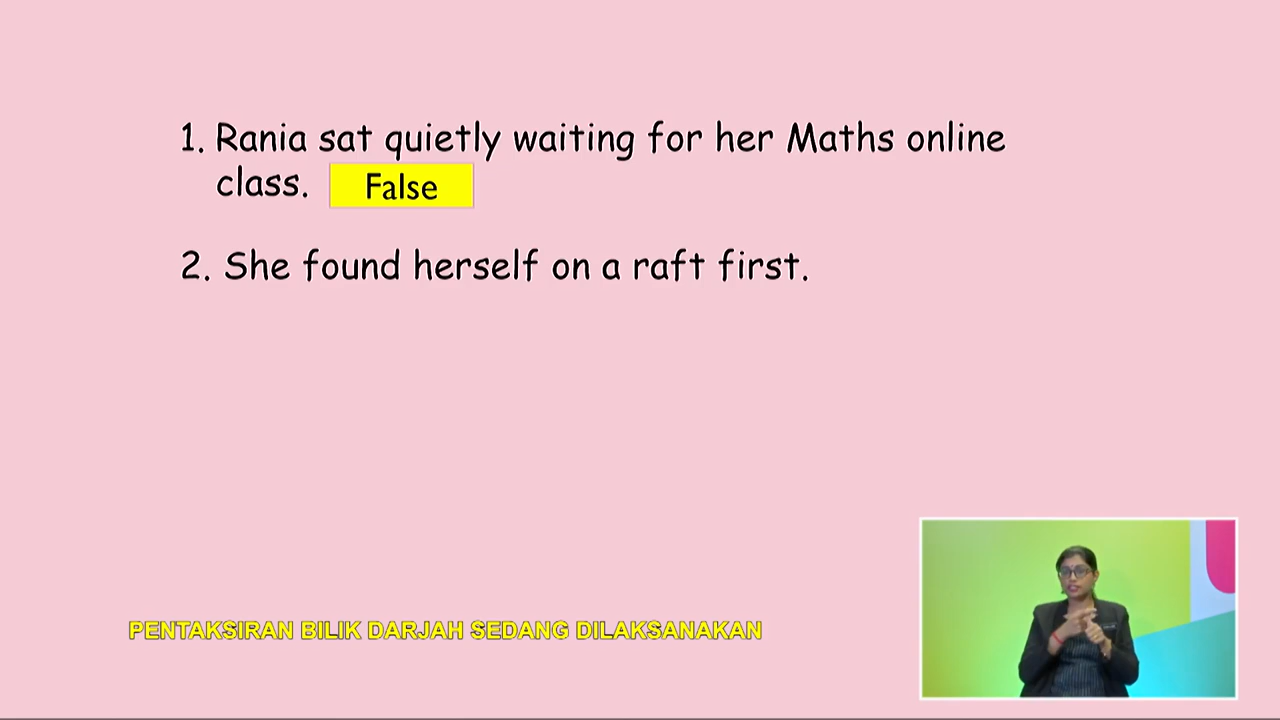 1. Rania sat quietly waiting for her Maths online
class. False
2. She found herself on a raft first.
PENTAKSIRAN BILIK DARJAH SEDANG DILAKSANAKAN